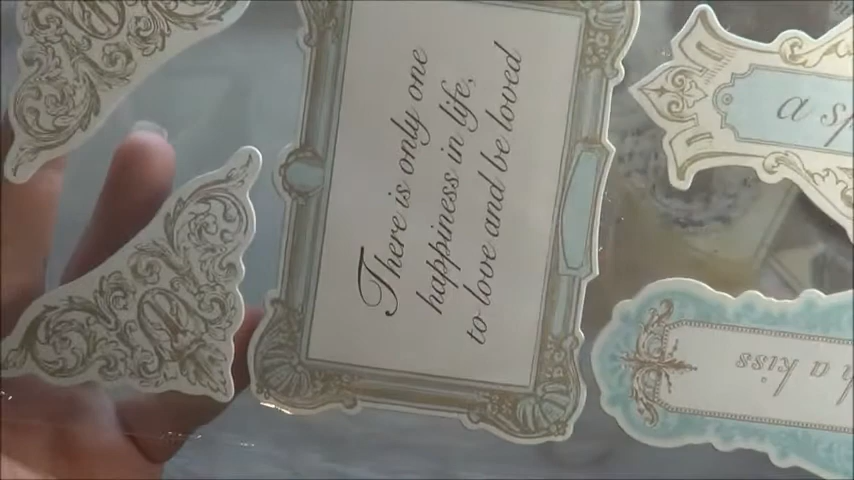 There is only one
happiness in life,
to love and be loved
a sp
h a kiss